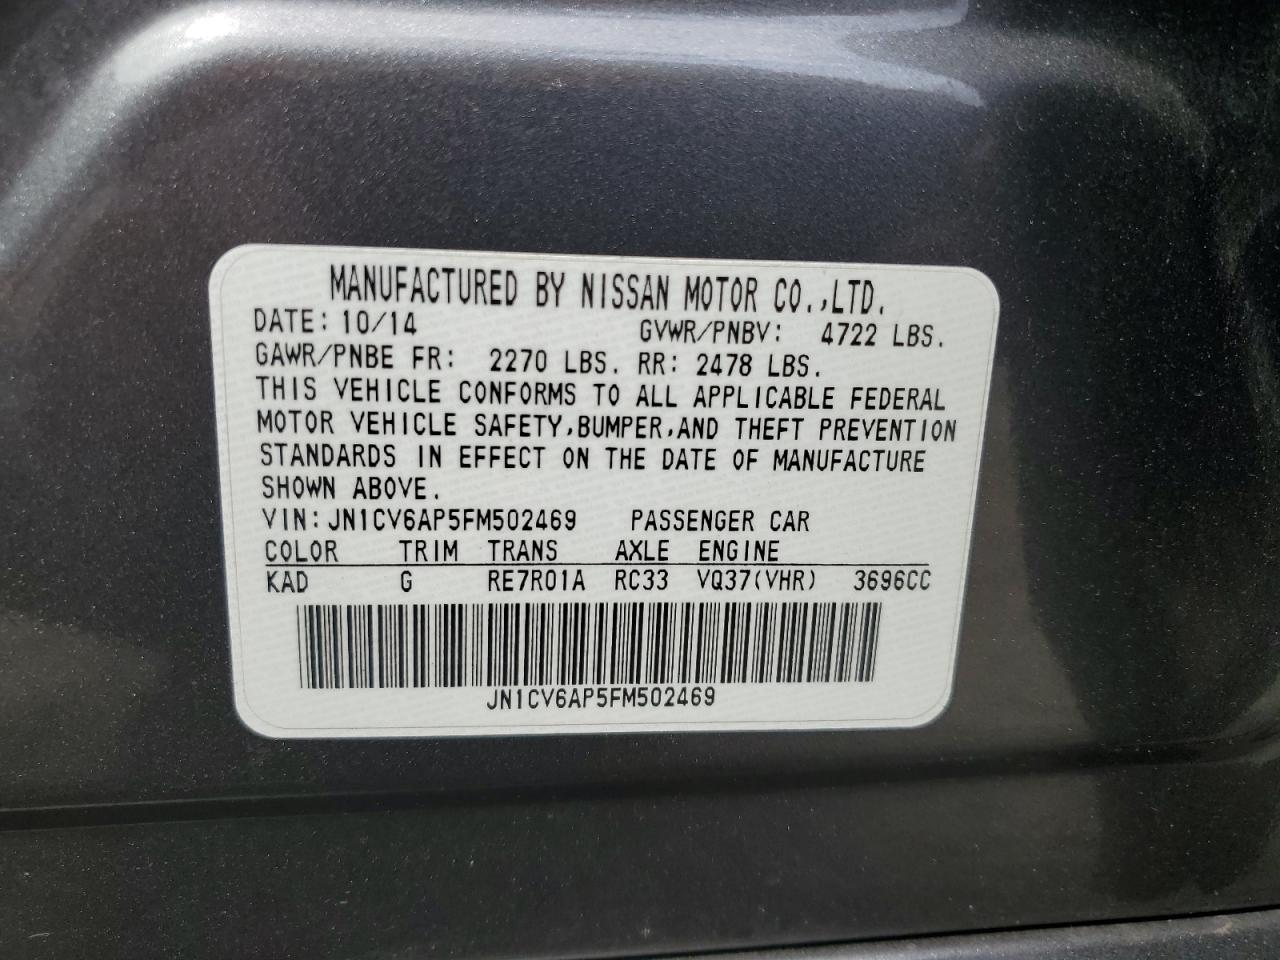 MANUFACTURED BY NISSAN MOTOR CO.,LTD.
DATE: 10/14 GVWR/PNBV: 4722 LBS.
GAWR/PNBE FR: 2270 LBS. RR: 2478 LBS.
THIS VEHICLE CONFORMS TO ALL APPLICABLE FEDERAL
MOTOR VEHICLE SAFETY,BUMPER,AND THEFT PREVENTION
STANDARDS IN EFFECT ON THE DATE OF MANUFACTURE
SHOWN ABOVE.
VIN: JN1CV6AP5FM502469 PASSENGER CAR
COLOR TRIM TRANS AXLE ENGINE
KAD G RE7R01A RC33 VQ37(VHR) 3696CC
JN1CV6AP5FM502469